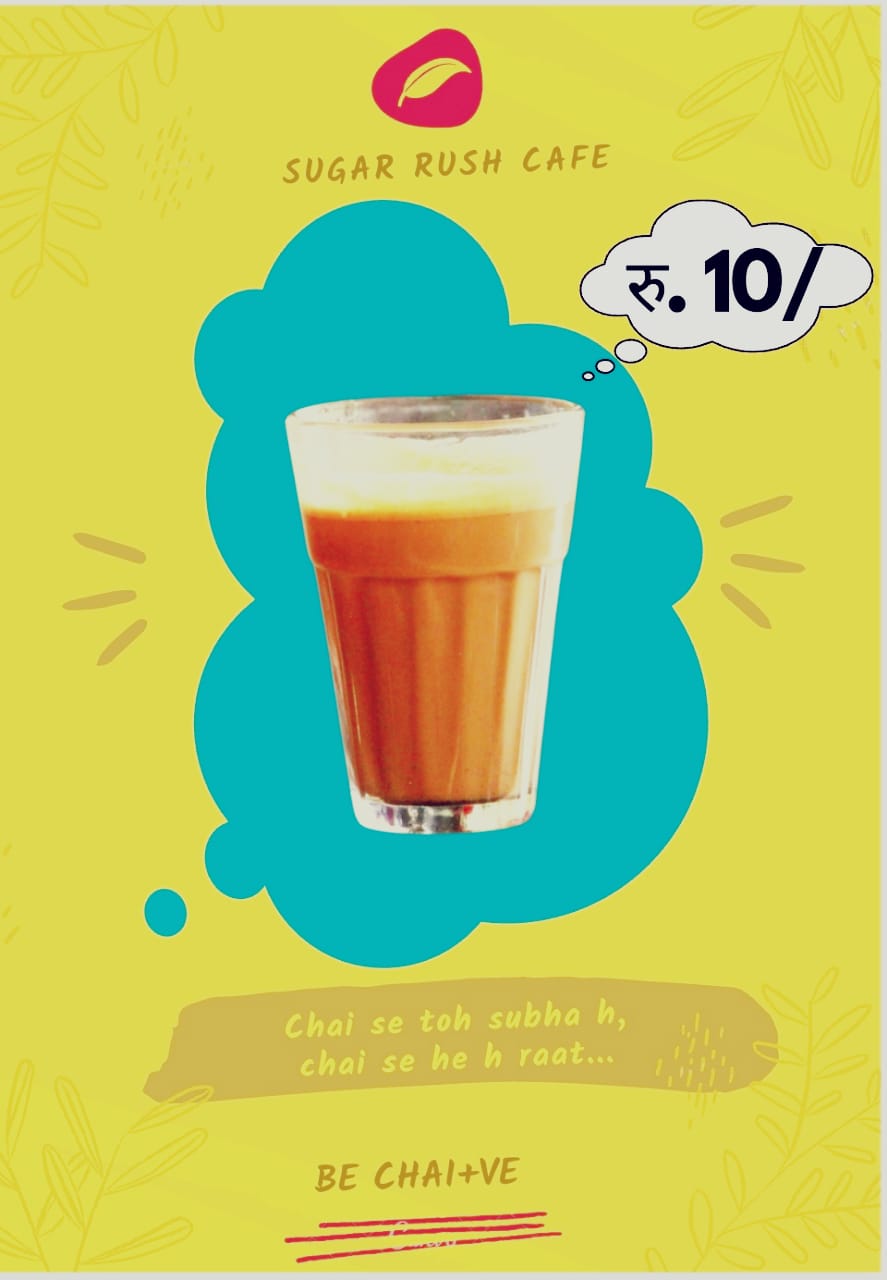 SUGAR RUSH CAFE
रु. 10/
Chai se toh subha h,
chai se he h raat...
BE CHAI+VE